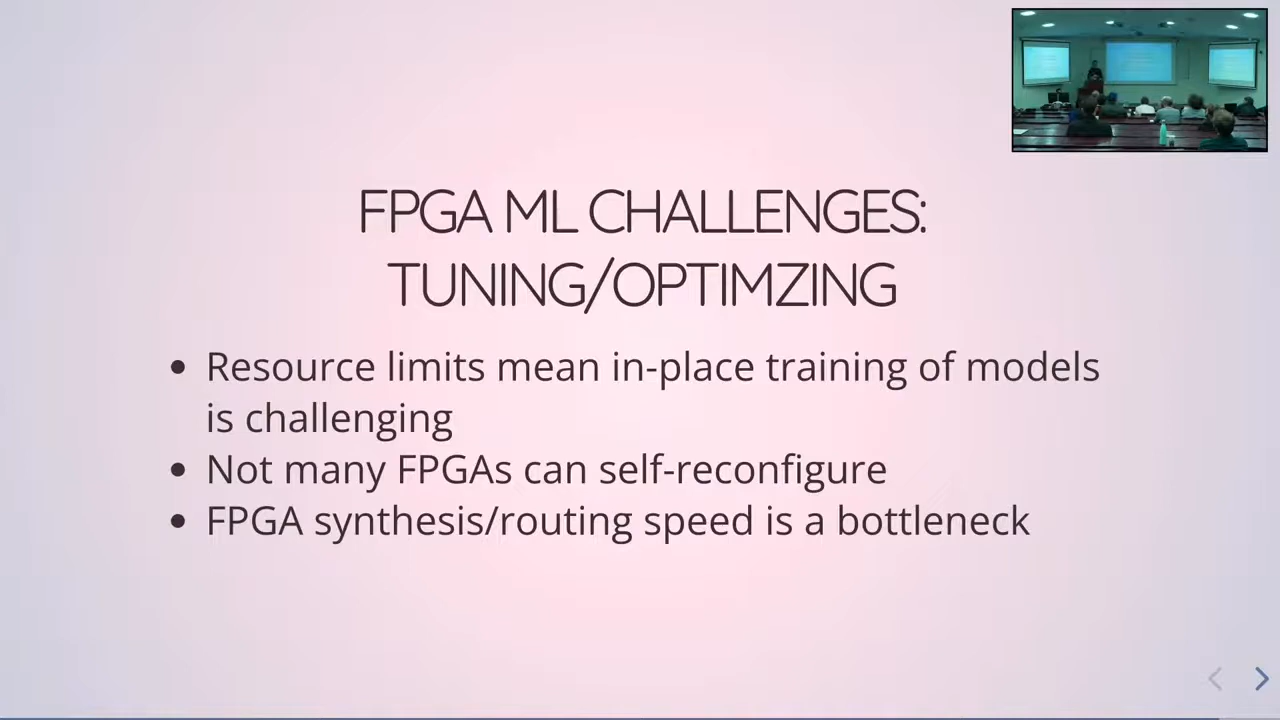 FPGA ML CHALLENGES:
TUNING/OPTIMZING
• Resource limits mean in-place training of models
is challenging
• Not many FPGAs can self-reconfigure
• FPGA synthesis/routing speed is a bottleneck